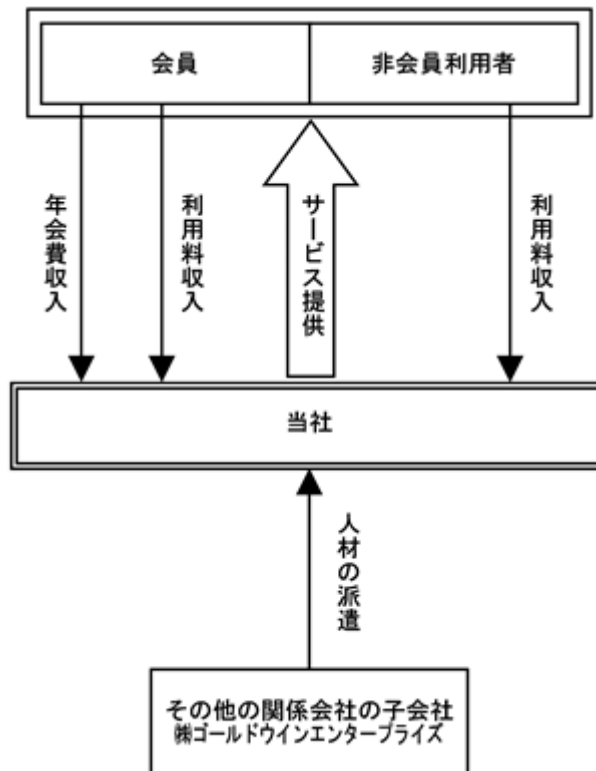 会員
非会員利用者
年会費収入
利用料収入
サービス提供
利用料収入
当社
人材の派遣
その他の関係会社の子会社
㈱ゴールドウインエンタープライズ